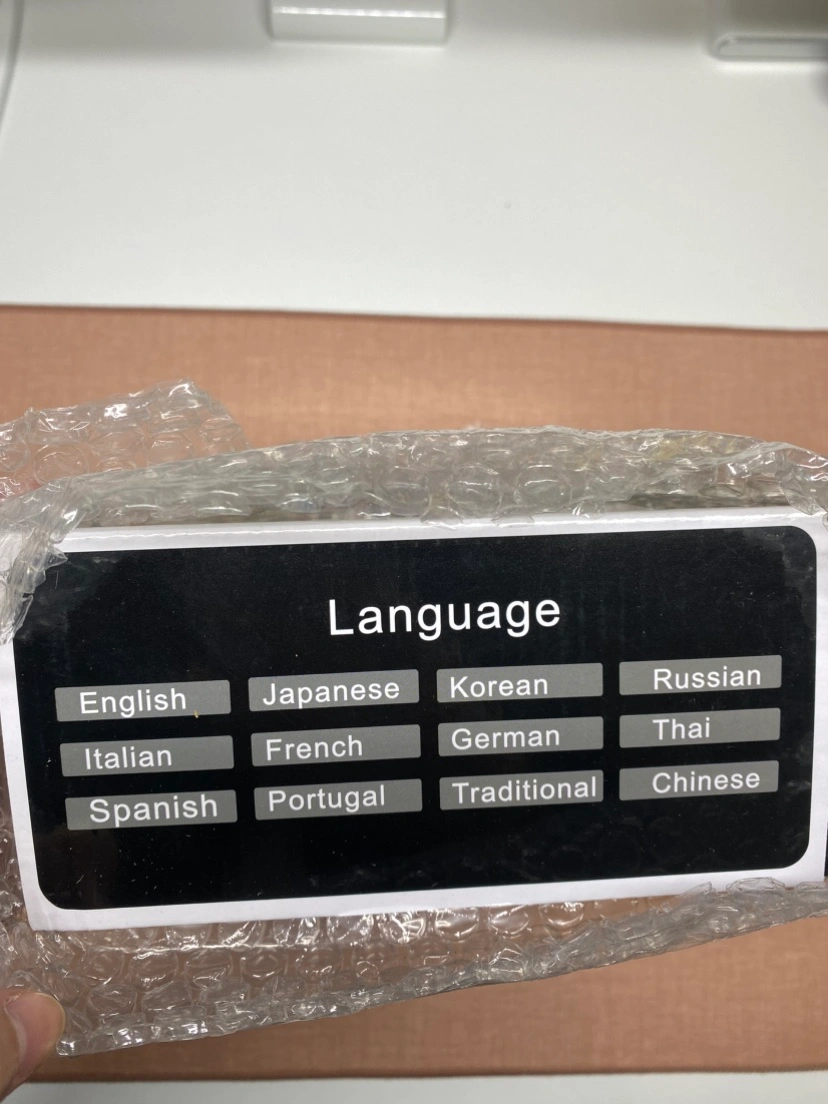 Language
English Japanese Korean Russian
Italian French German Thai
Spanish Portugal Traditional Chinese